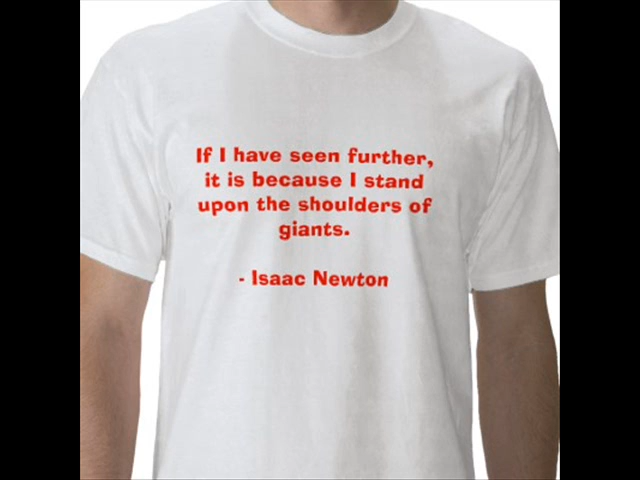 If I have seen further,
it is because I stand
upon the shoulders of
giants.
- Isaac Newton